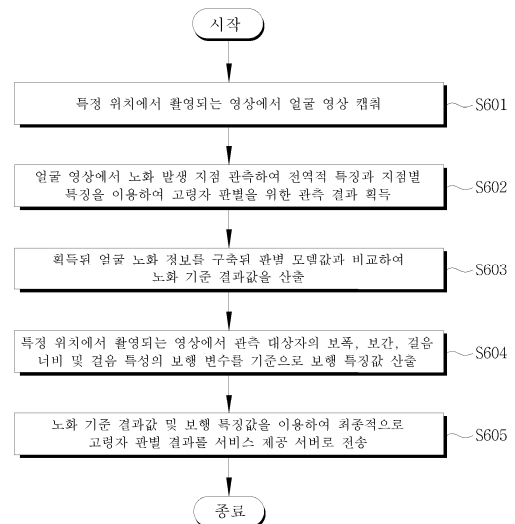 시작
특정 위치에서 촬영되는 영상에서 얼굴 영상 캡춰
S601
얼굴 영상에서 노화 발생 지점 관측하여 전역적 특징과 지점별
특징을 이용하여 고령자 판별을 위한 관측 결과 획득
S602
획득된 얼굴 노화 정보를 구축된 판별 모델값과 비교하여
노화 기준 결과값을 산출
S603
특정 위치에서 촬영되는 영상에서 관측 대상자의 보폭, 보간, 걸음
너비 및 걸음 특성의 보행 변수를 기준으로 보행 특징값 산출
S604
노화 기준 결과값 및 보행 특징값을 이용하여 최종적으로
고령자 판별 결과를 서비스 제공 서버로 전송
S605
종료